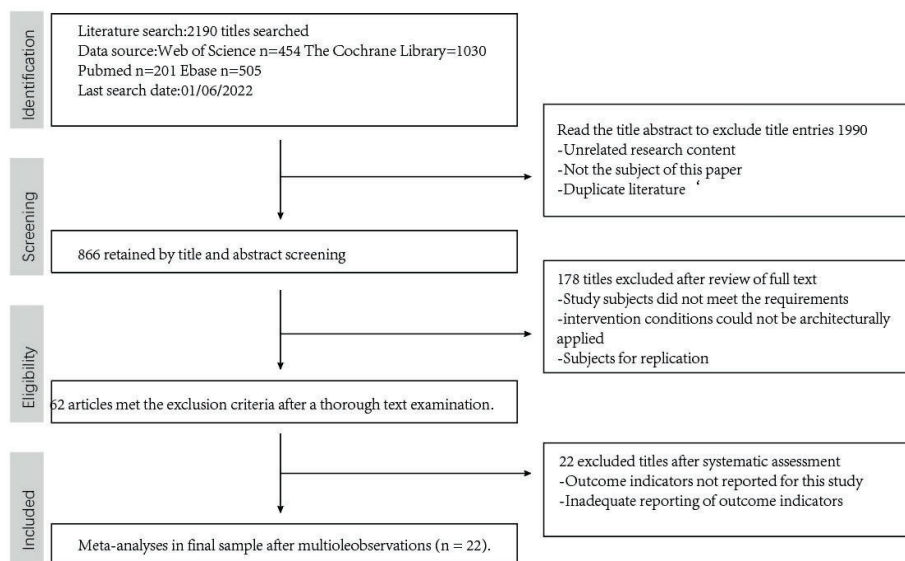 Identification
Literature search:2190 titles searched
Data source:Web of Science n=454 The Cochrane Library=1030
Pubmed n=201 Ebase n=505
Last search date:01/06/2022
Read the title abstract to exclude title entries 1990
-Unrelated research content
-Not the subject of this paper
-Duplicate literature ‘
Screening
866 retained by title and abstract screening
178 titles excluded after review of full text
-Study subjects did not meet the requirements
-intervention conditions could not be architecturally
applied
-Subjects for replication
Eligibility
62 articles met the exclusion criteria after a thorough text examination.
22 excluded titles after systematic assessment
-Outcome indicators not reported for this study
-Inadequate reporting of outcome indicators
Included
Meta-analyses in final sample after multioleobservations (n = 22).